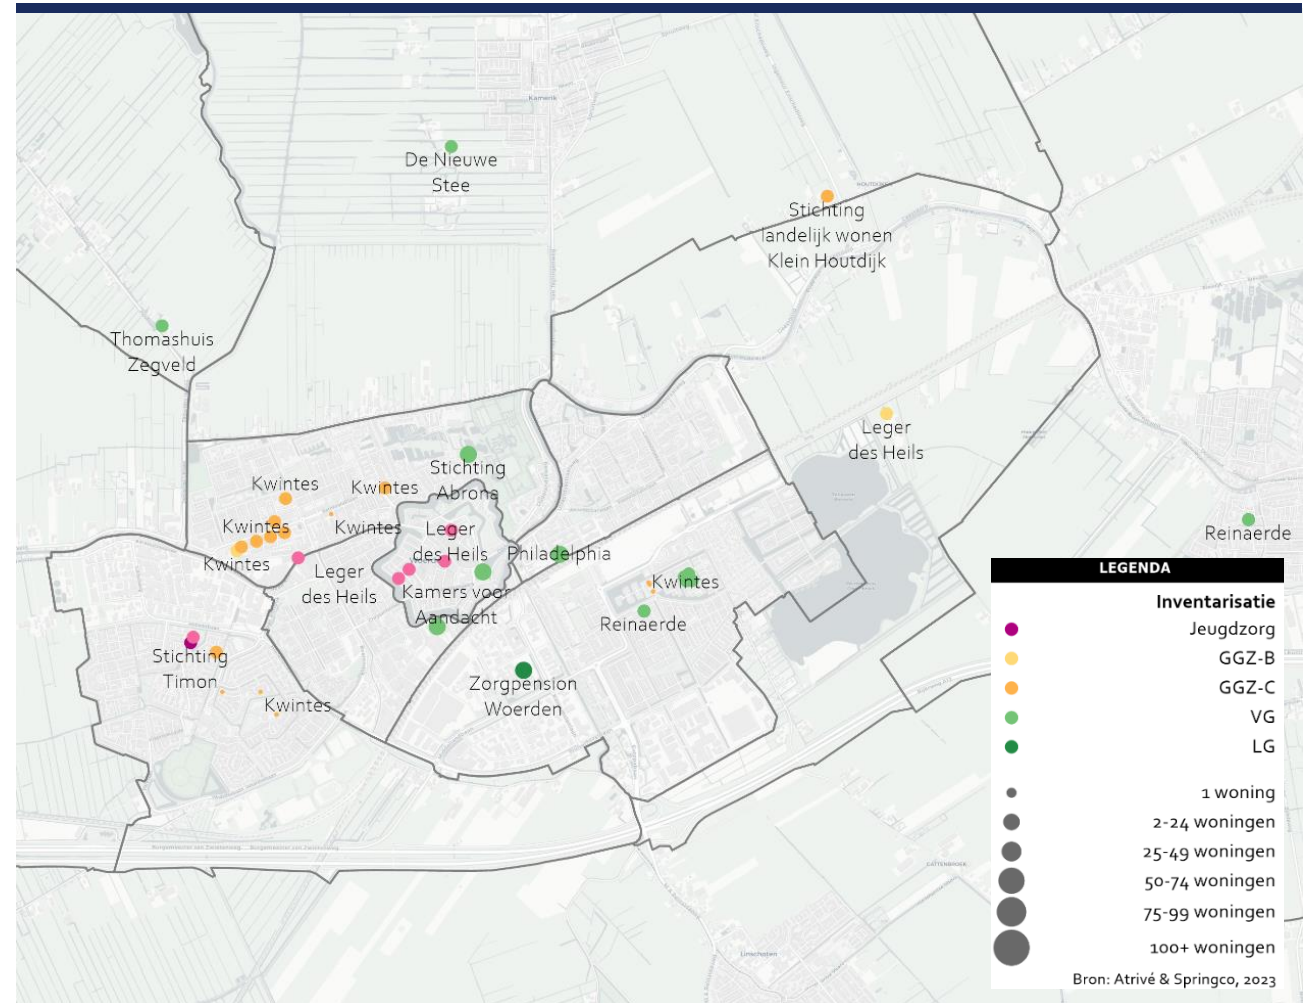 Kamerik
De Nieuwe
Stee
Stichting
landelijk wonen
Klein Houtdijk
Thomashuis
Zegveld
Leger
des Heils
Stichting
Abrona
Kwintes
Kwintes
Kwintes
Kwintes
Kwintes
Leger
des Heils
Philadelphia
Reinaerde
Leger
des Heils
Kamers voor
Aandacht
Kwintes
Reinaerde
Stichting
Timon
Zorgpension
Woerden
Kwintes
Linschoten
LEGENDA
Inventarisatie
Jeugdzorg
GGZ-B
GGZ-C
VG
LG
1 woning
2-24 woningen
25-49 woningen
50-74 woningen
75-99 woningen
100+ woningen
Bron: Atrivé & Springco, 2023